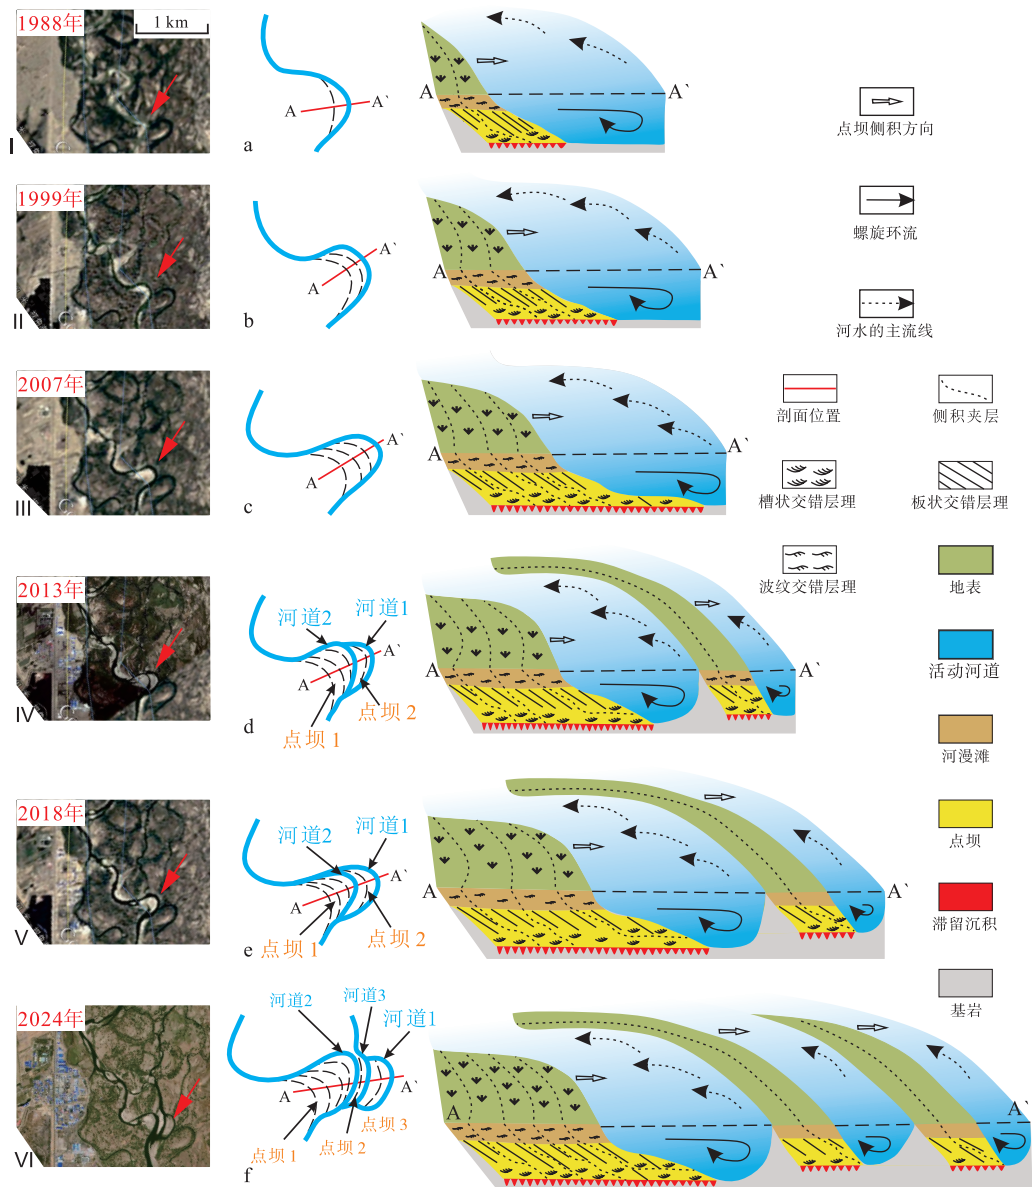 1988年
1 km
I
a
A
A`
A
A`
点坝侧积方向
1999年
II
b
A
A`
A
A`
螺旋环流
河水的主流线
2007年
III
c
A
A`
A
A`
剖面位置
侧积夹层
槽状交错层理
板状交错层理
波纹交错层理
地表
2013年
IV
d
河道2
河道1
A
A`
点坝 2
点坝 1
A
A`
活动河道
河漫滩
2018年
V
e
河道2
河道1
A
A`
点坝 2
点坝 1
A
A`
点坝
滞留沉积
基岩
2024年
VI
f
河道2
河道3
河道1
A
A`
点坝 3
点坝 2
点坝 1
A
A`